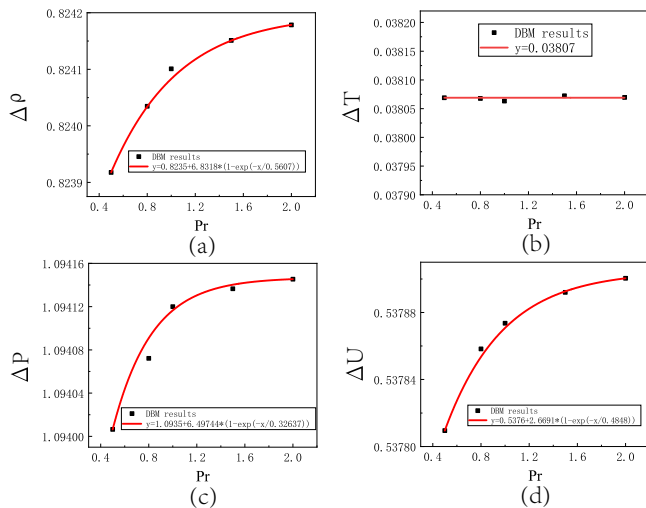 0.8242
0.8241
0.8240
0.8239
Δρ
DBM results
y=0.8235+6.8318*(1-exp(-x/0.5607))
0.4 0.8 1.2 1.6 2.0
Pr
(a)
0.03820
0.03815
0.03810
0.03805
0.03800
0.03795
0.03790
ΔT
DBM results
y=0.03807
0.4 0.8 1.2 1.6 2.0
Pr
(b)
1.09416
1.09412
1.09408
1.09404
1.09400
ΔP
DBM results
y=1.0935+6.49744*(1-exp(-x/0.32637))
0.4 0.8 1.2 1.6 2.0
Pr
(c)
0.53788
0.53784
0.53780
ΔU
DBM results
y=0.5376+2.6691*(1-exp(-x/0.4848))
0.4 0.8 1.2 1.6 2.0
Pr
(d)